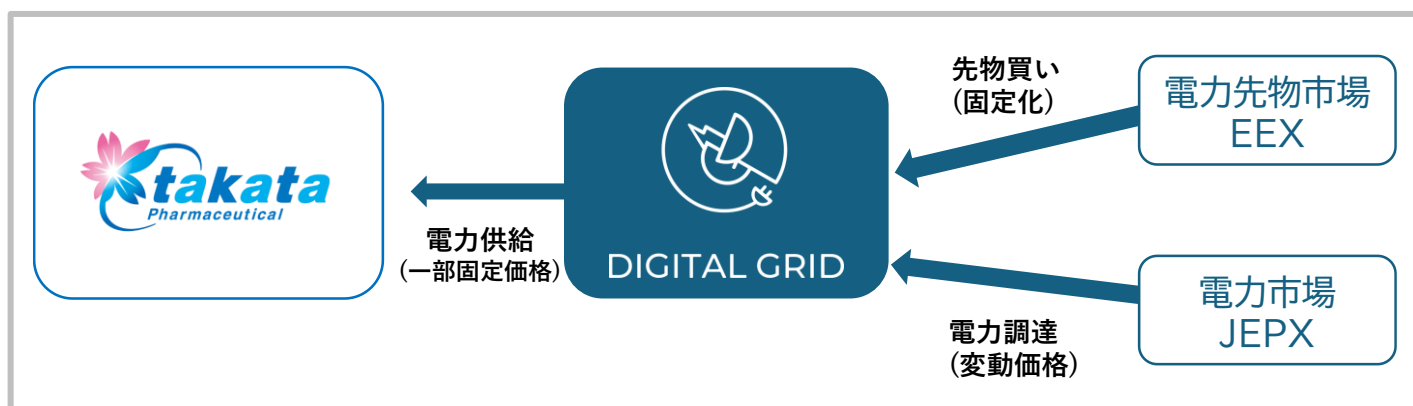 takata
Pharmaceutical
電力供給
(一部固定価格)
DIGITAL GRID
先物買い
(固定化)
電力先物市場
EEX
電力調達
(変動価格)
電力市場
JEPX